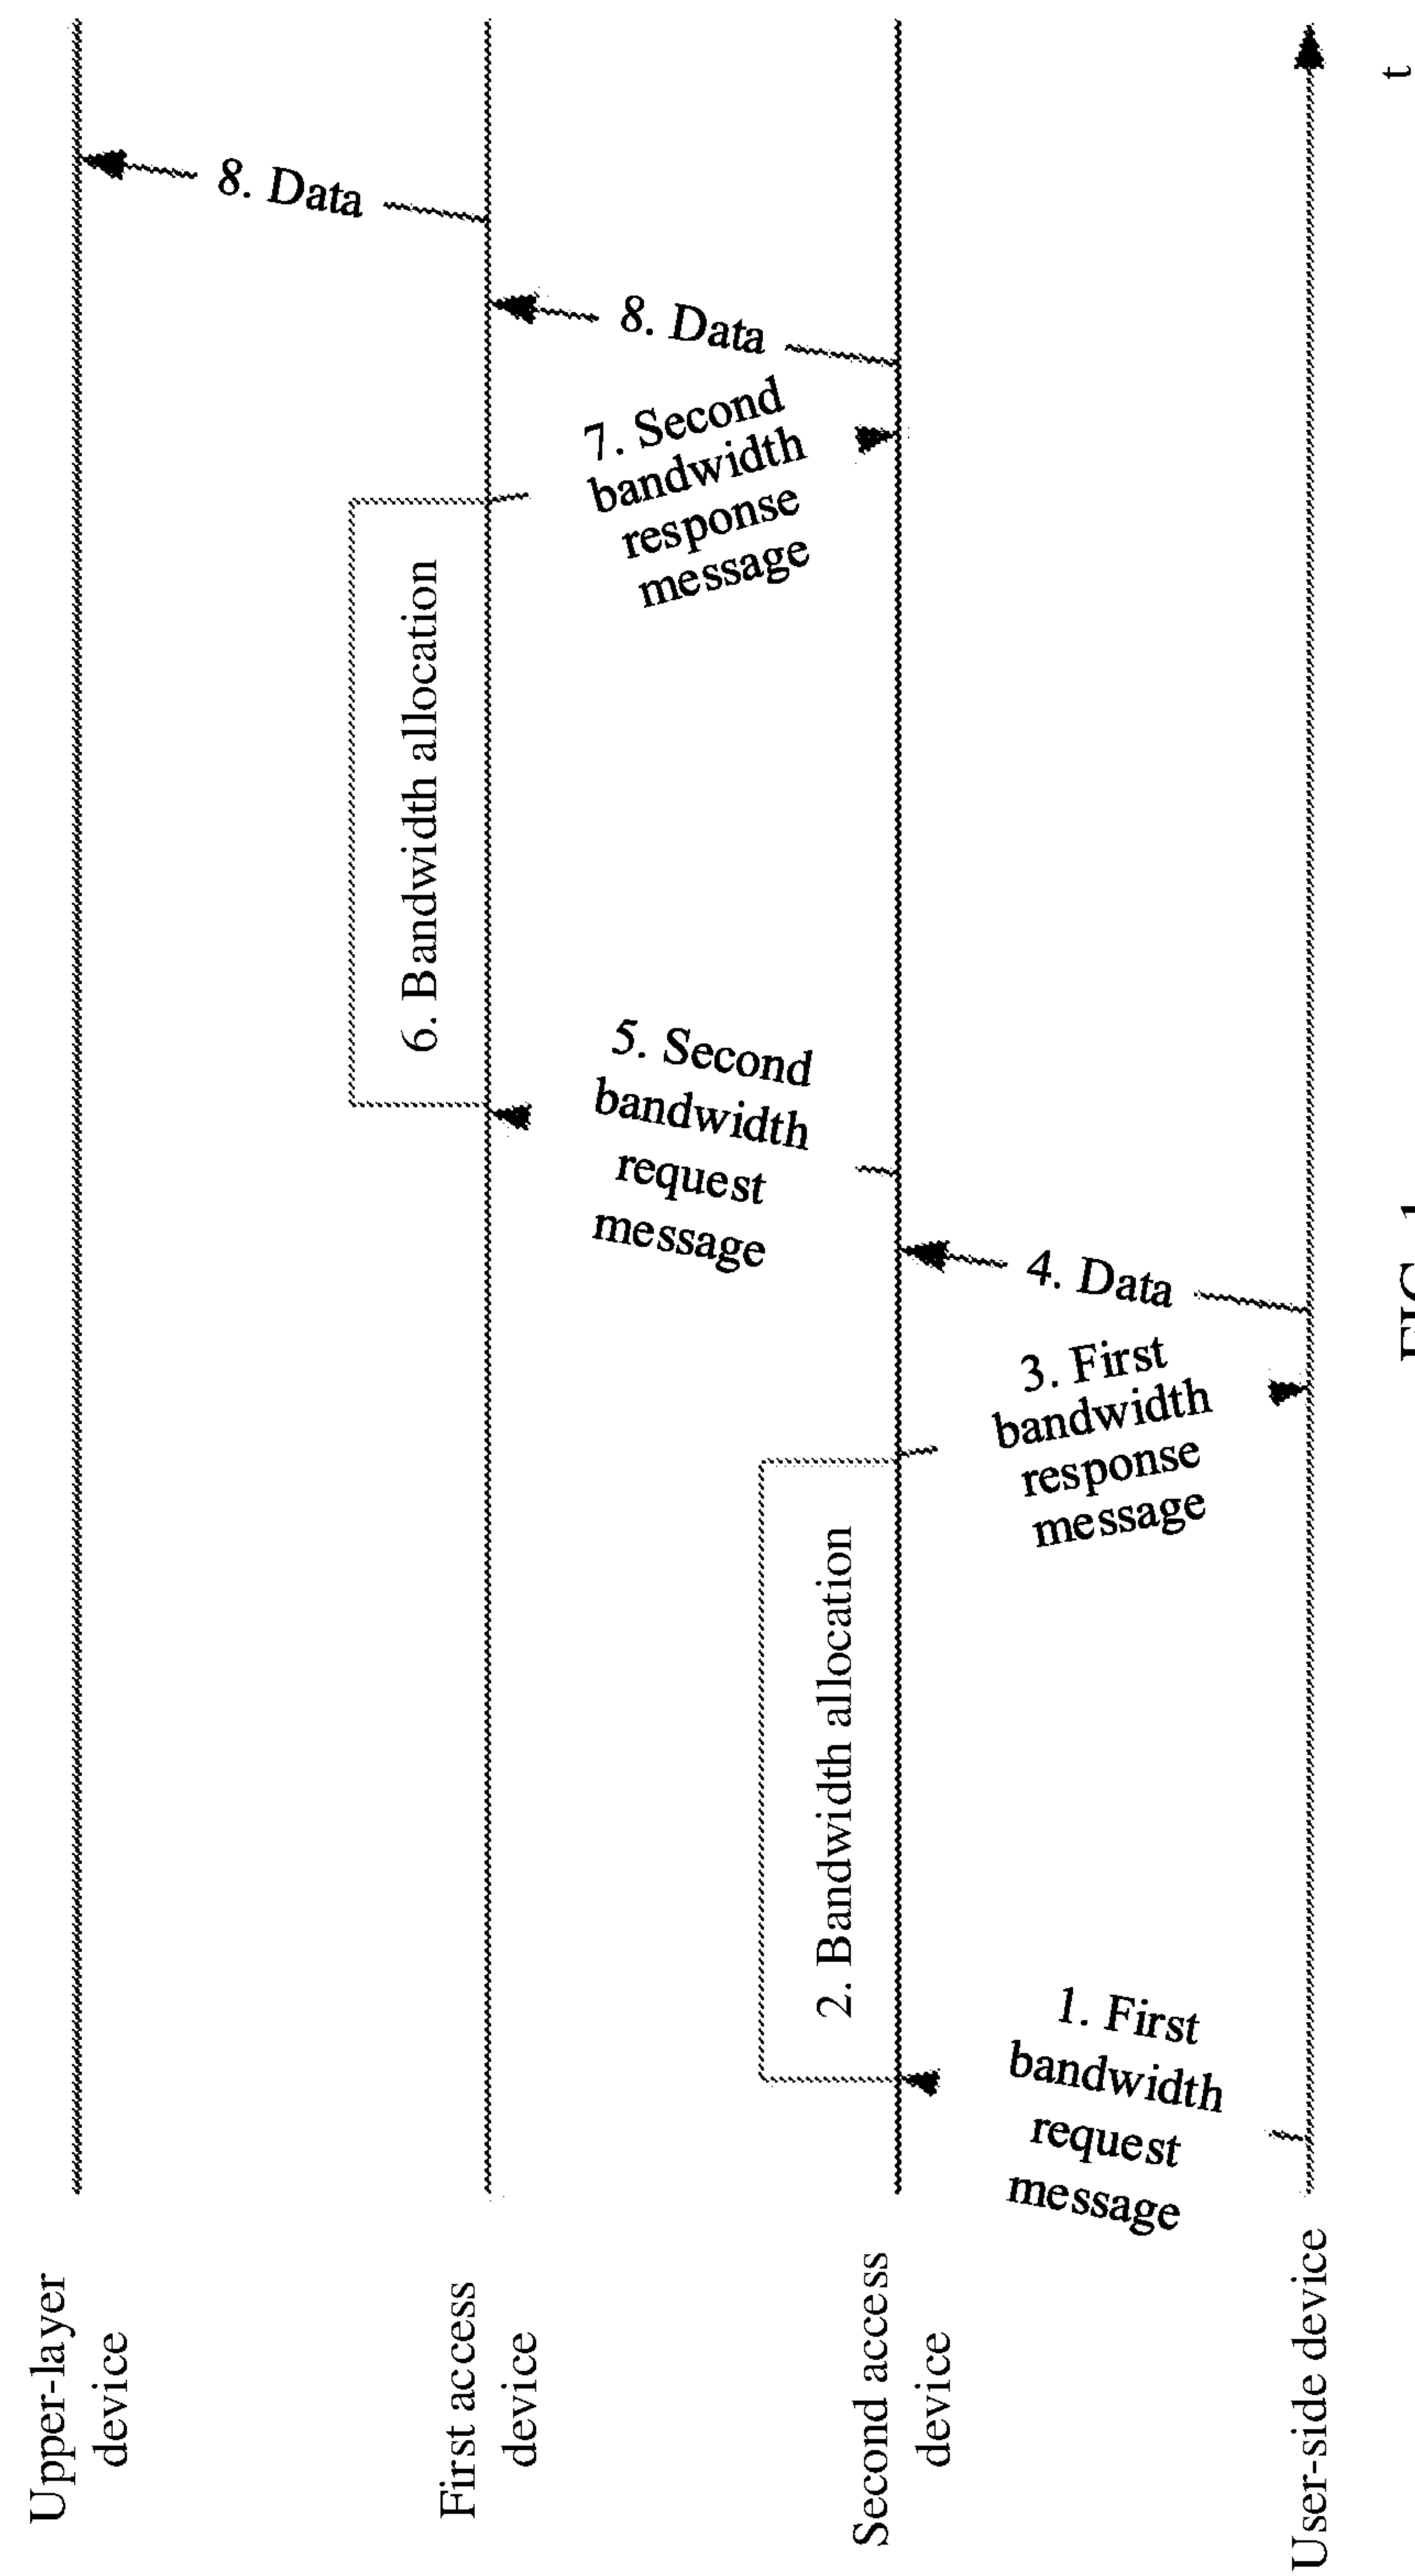 Upper-layer
device
First access
device
Second access
device
User-side device
1. First
bandwidth
request
message
2. Bandwidth allocation
3. First
bandwidth
response
message
4. Data
5. Second
bandwidth
request
message
6. Bandwidth allocation
7. Second
bandwidth
response
message
8. Data
8. Data
t